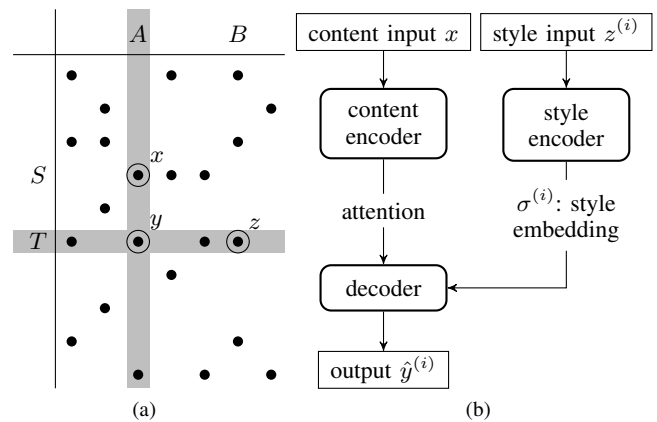 A B
S
T
x
y
z
(a)
content input x
style input z^(i)
content
encoder
style
encoder
attention
σ^(i): style
embedding
decoder
output ŷ^(i)
(b)